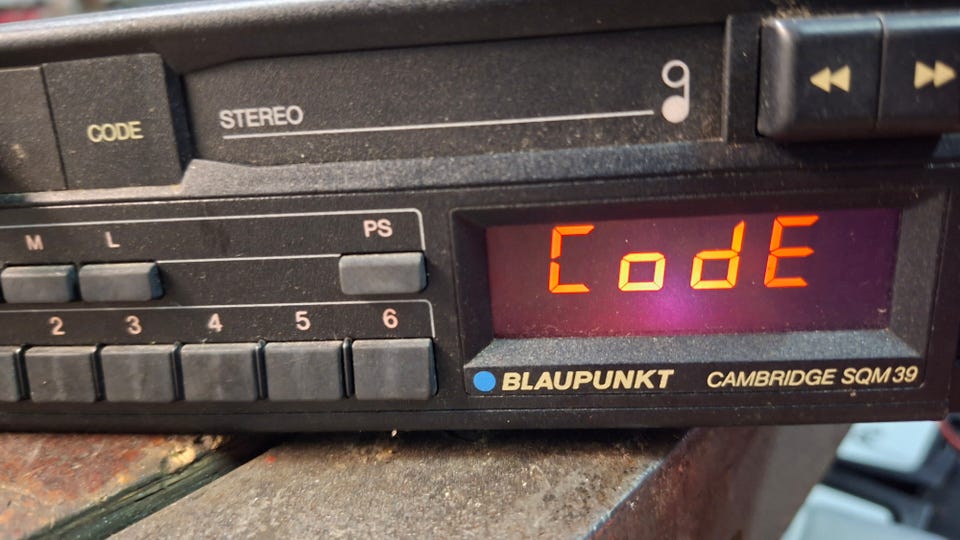 CODE
STEREO
M L PS
2 3 4 5 6
CodE
BLAUPUNKT CAMBRIDGE SQM 39